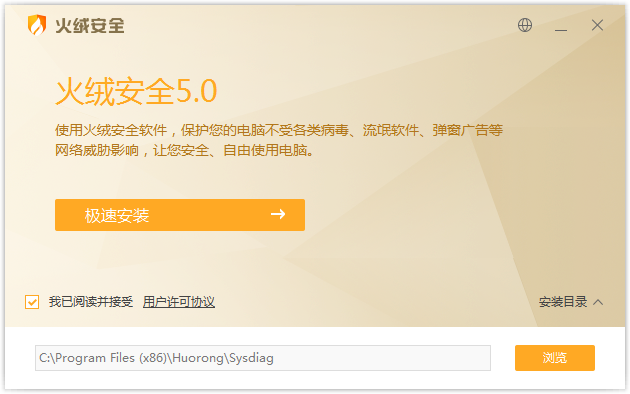 火绒安全
火绒安全5.0
使用火绒安全软件，保护您的电脑不受各类病毒、流氓软件、弹窗广告等
网络威胁影响，让您安全、自由使用电脑。
极速安装
我已阅读并接受 用户许可协议
安装目录
C:\Program Files (x86)\Huorong\Sysdiag
浏览